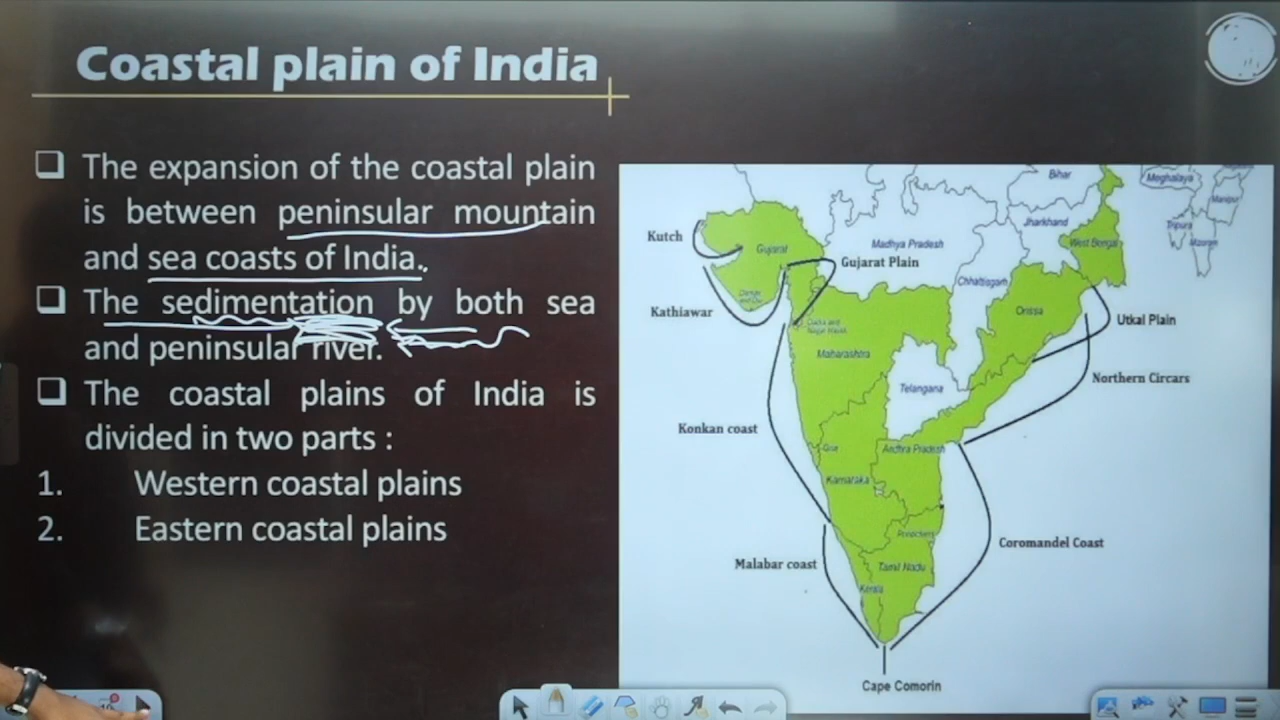 Coastal plain of India
❑ The expansion of the coastal plain
is between peninsular mountain
and sea coasts of India.
❑ The sedimentation by both sea
and peninsular river.
❑ The coastal plains of India is
divided in two parts :
1. Western coastal plains
2. Eastern coastal plains
Bihar
Meghalaya
Manipur
Jharkhand
Tripura
Mizoram
West Bengal
Kutch
Gujarat
Madhya Pradesh
Gujarat Plain
Chhattisgarh
Kathiawar
Orissa
Utkal Plain
Maharashtra
Northern Circars
Telangana
Konkan coast
Goa
Andhra Pradesh
Karnaraka
Coromandel Coast
Malabar coast
Tamil Nadu
Kerala
Cape Comorin